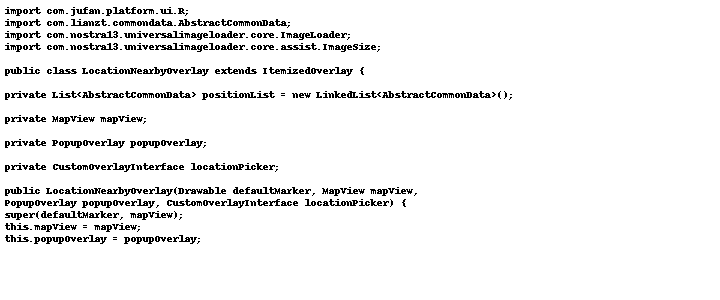 import com.jufan.platform.ui.R;
import com.lianzt.commondata.AbstractCommonData;
import com.nostra13.universalimageloader.core.ImageLoader;
import com.nostra13.universalimageloader.core.assist.ImageSize;
public class LocationNearbyOverlay extends ItemizedOverlay {
private List<AbstractCommonData> positionList = new LinkedList<AbstractCommonData>();
private MapView mapView;
private PopupOverlay popupOverlay;
private CustomOverlayInterface locationPicker;
public LocationNearbyOverlay(Drawable defaultMarker, MapView mapView,
PopupOverlay popupOverlay, CustomOverlayInterface locationPicker) {
super(defaultMarker, mapView);
this.mapView = mapView;
this.popupOverlay = popupOverlay;